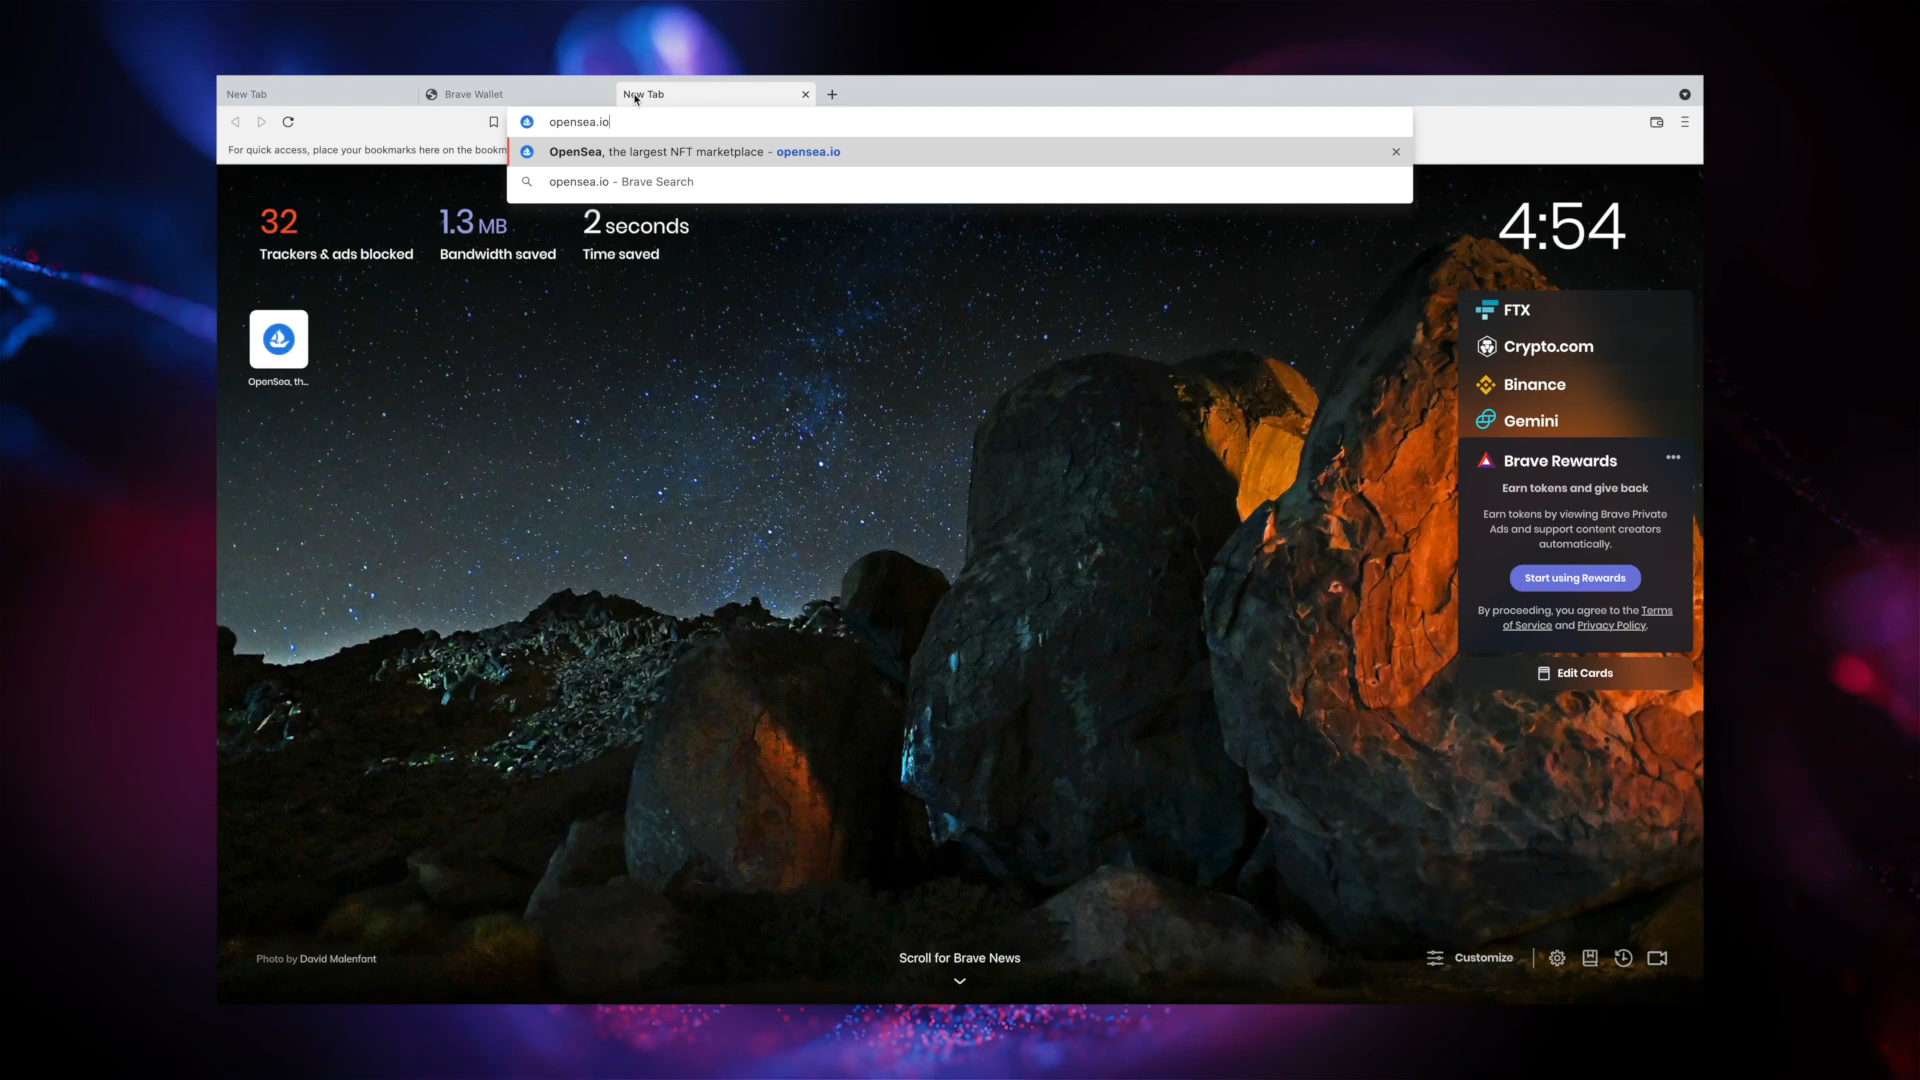 New Tab
Brave Wallet
New Tab
opensea.io
For quick access, place your bookmarks here on the bookm
OpenSea, the largest NFT marketplace - opensea.io
opensea.io - Brave Search
32
Trackers & ads blocked
1.3 MB
Bandwidth saved
2 seconds
Time saved
4:54
OpenSea, th...
FTX
Crypto.com
Binance
Gemini
Brave Rewards
Earn tokens and give back
Earn tokens by viewing Brave Private
Ads and support content creators
automatically.
Start using Rewards
By proceeding, you agree to the Terms
of Service and Privacy Policy.
Edit Cards
Photo by David Malenfant
Scroll for Brave News
Customize